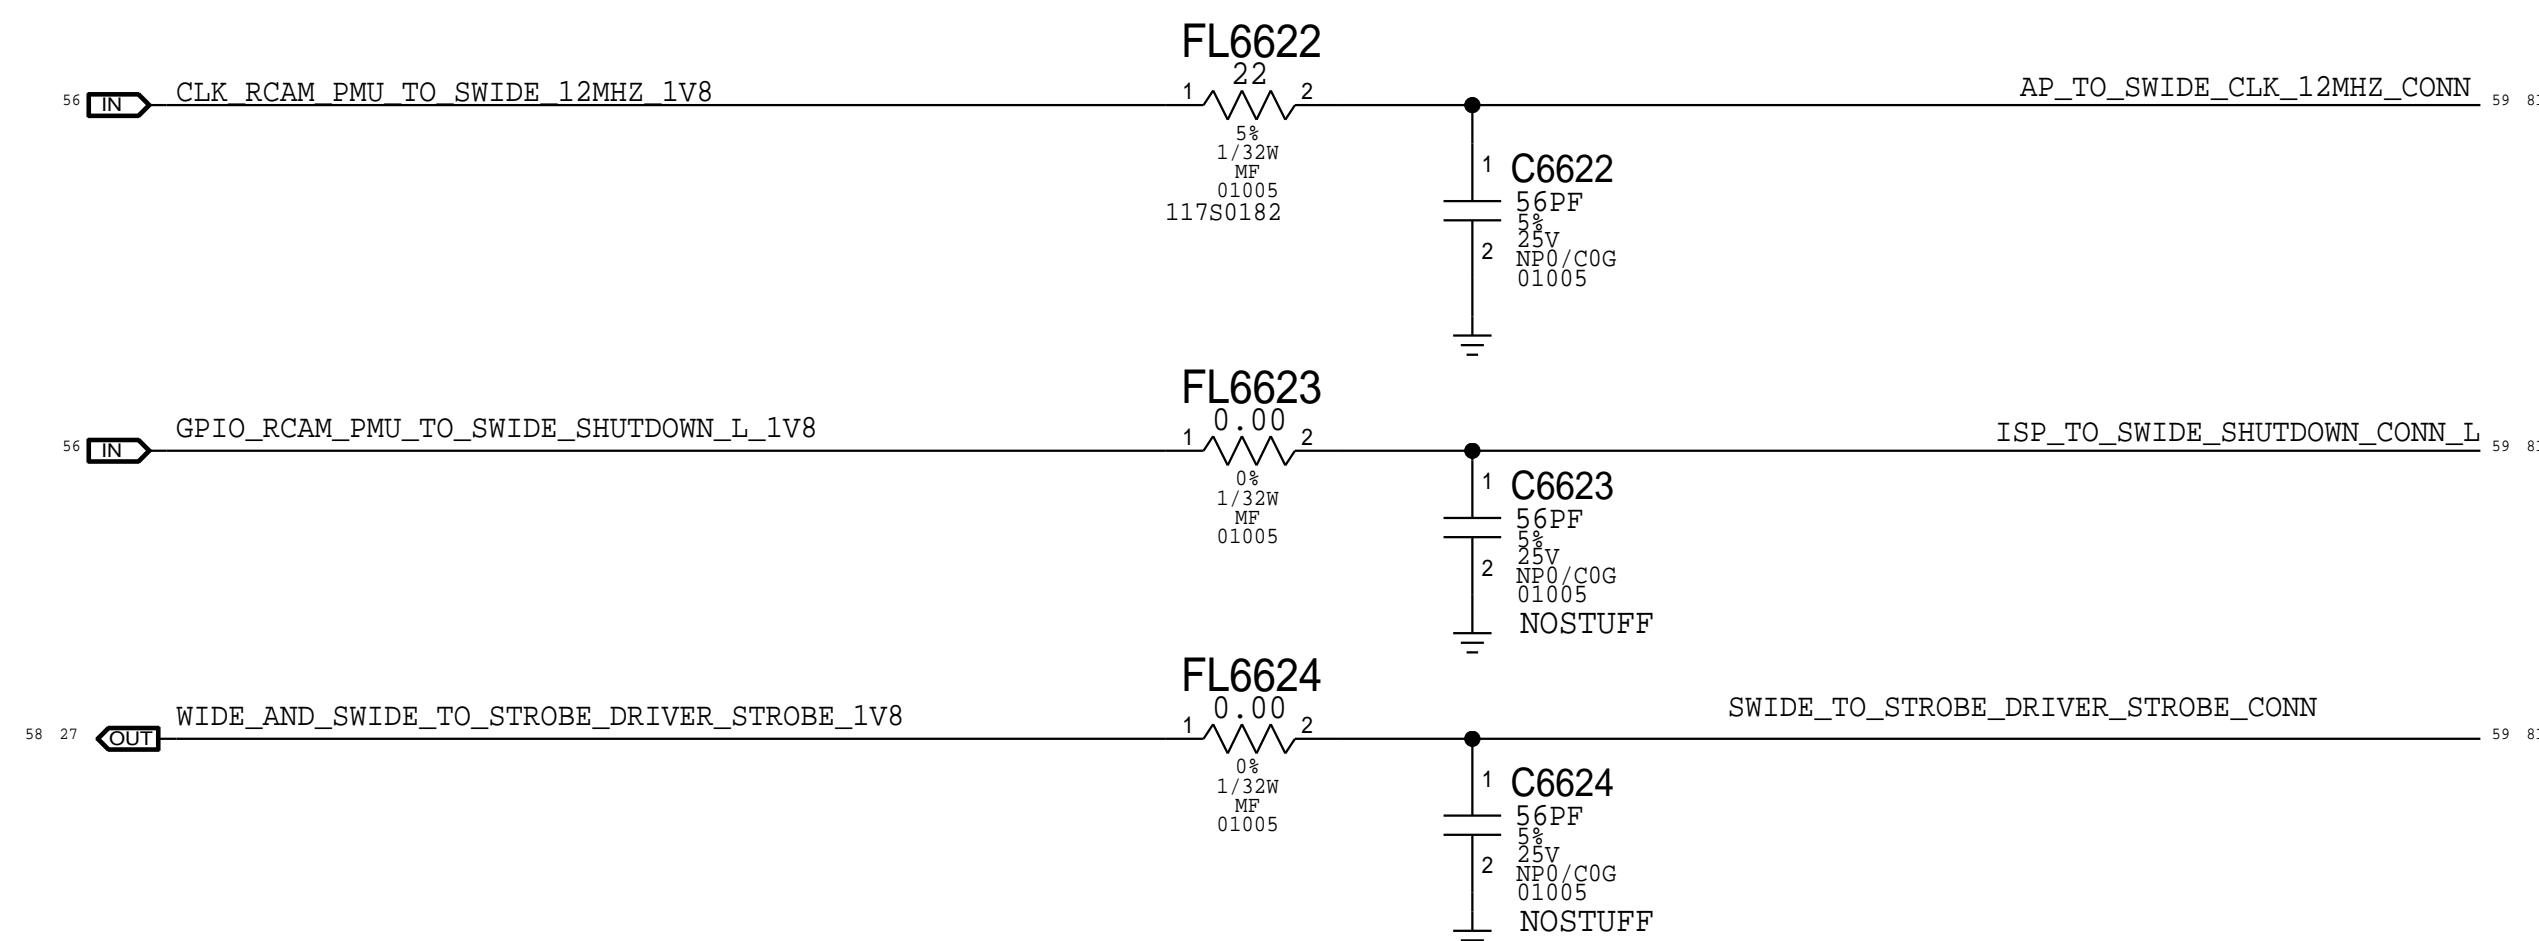 FL6622
22
56 IN CLK_RCAM_PMU_TO_SWIDE_12MHZ_1V8 1 2 AP_TO_SWIDE_CLK_12MHZ_CONN 59
5%
1/32W
MF
01005
117S0182
1 C6622
56PF
5%
25V
2 NP0/C0G
01005
FL6623
0.00
56 IN GPIO_RCAM_PMU_TO_SWIDE_SHUTDOWN_L_1V8 1 2 ISP_TO_SWIDE_SHUTDOWN_CONN_L 59
0%
1/32W
MF
01005
1 C6623
56PF
5%
25V
2 NP0/C0G
01005
NOSTUFF
FL6624
0.00
58 27 OUT WIDE_AND_SWIDE_TO_STROBE_DRIVER_STROBE_1V8 1 2 SWIDE_TO_STROBE_DRIVER_STROBE_CONN 59
0%
1/32W
MF
01005
1 C6624
56PF
5%
25V
2 NP0/C0G
01005
NOSTUFF